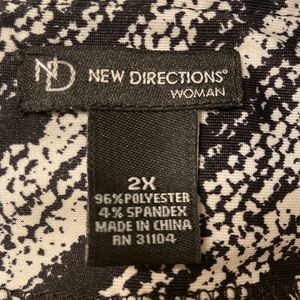 ND NEW DIRECTIONS®
WOMAN
2X
96% POLYESTER
4% SPANDEX
MADE IN CHINA
RN 31104